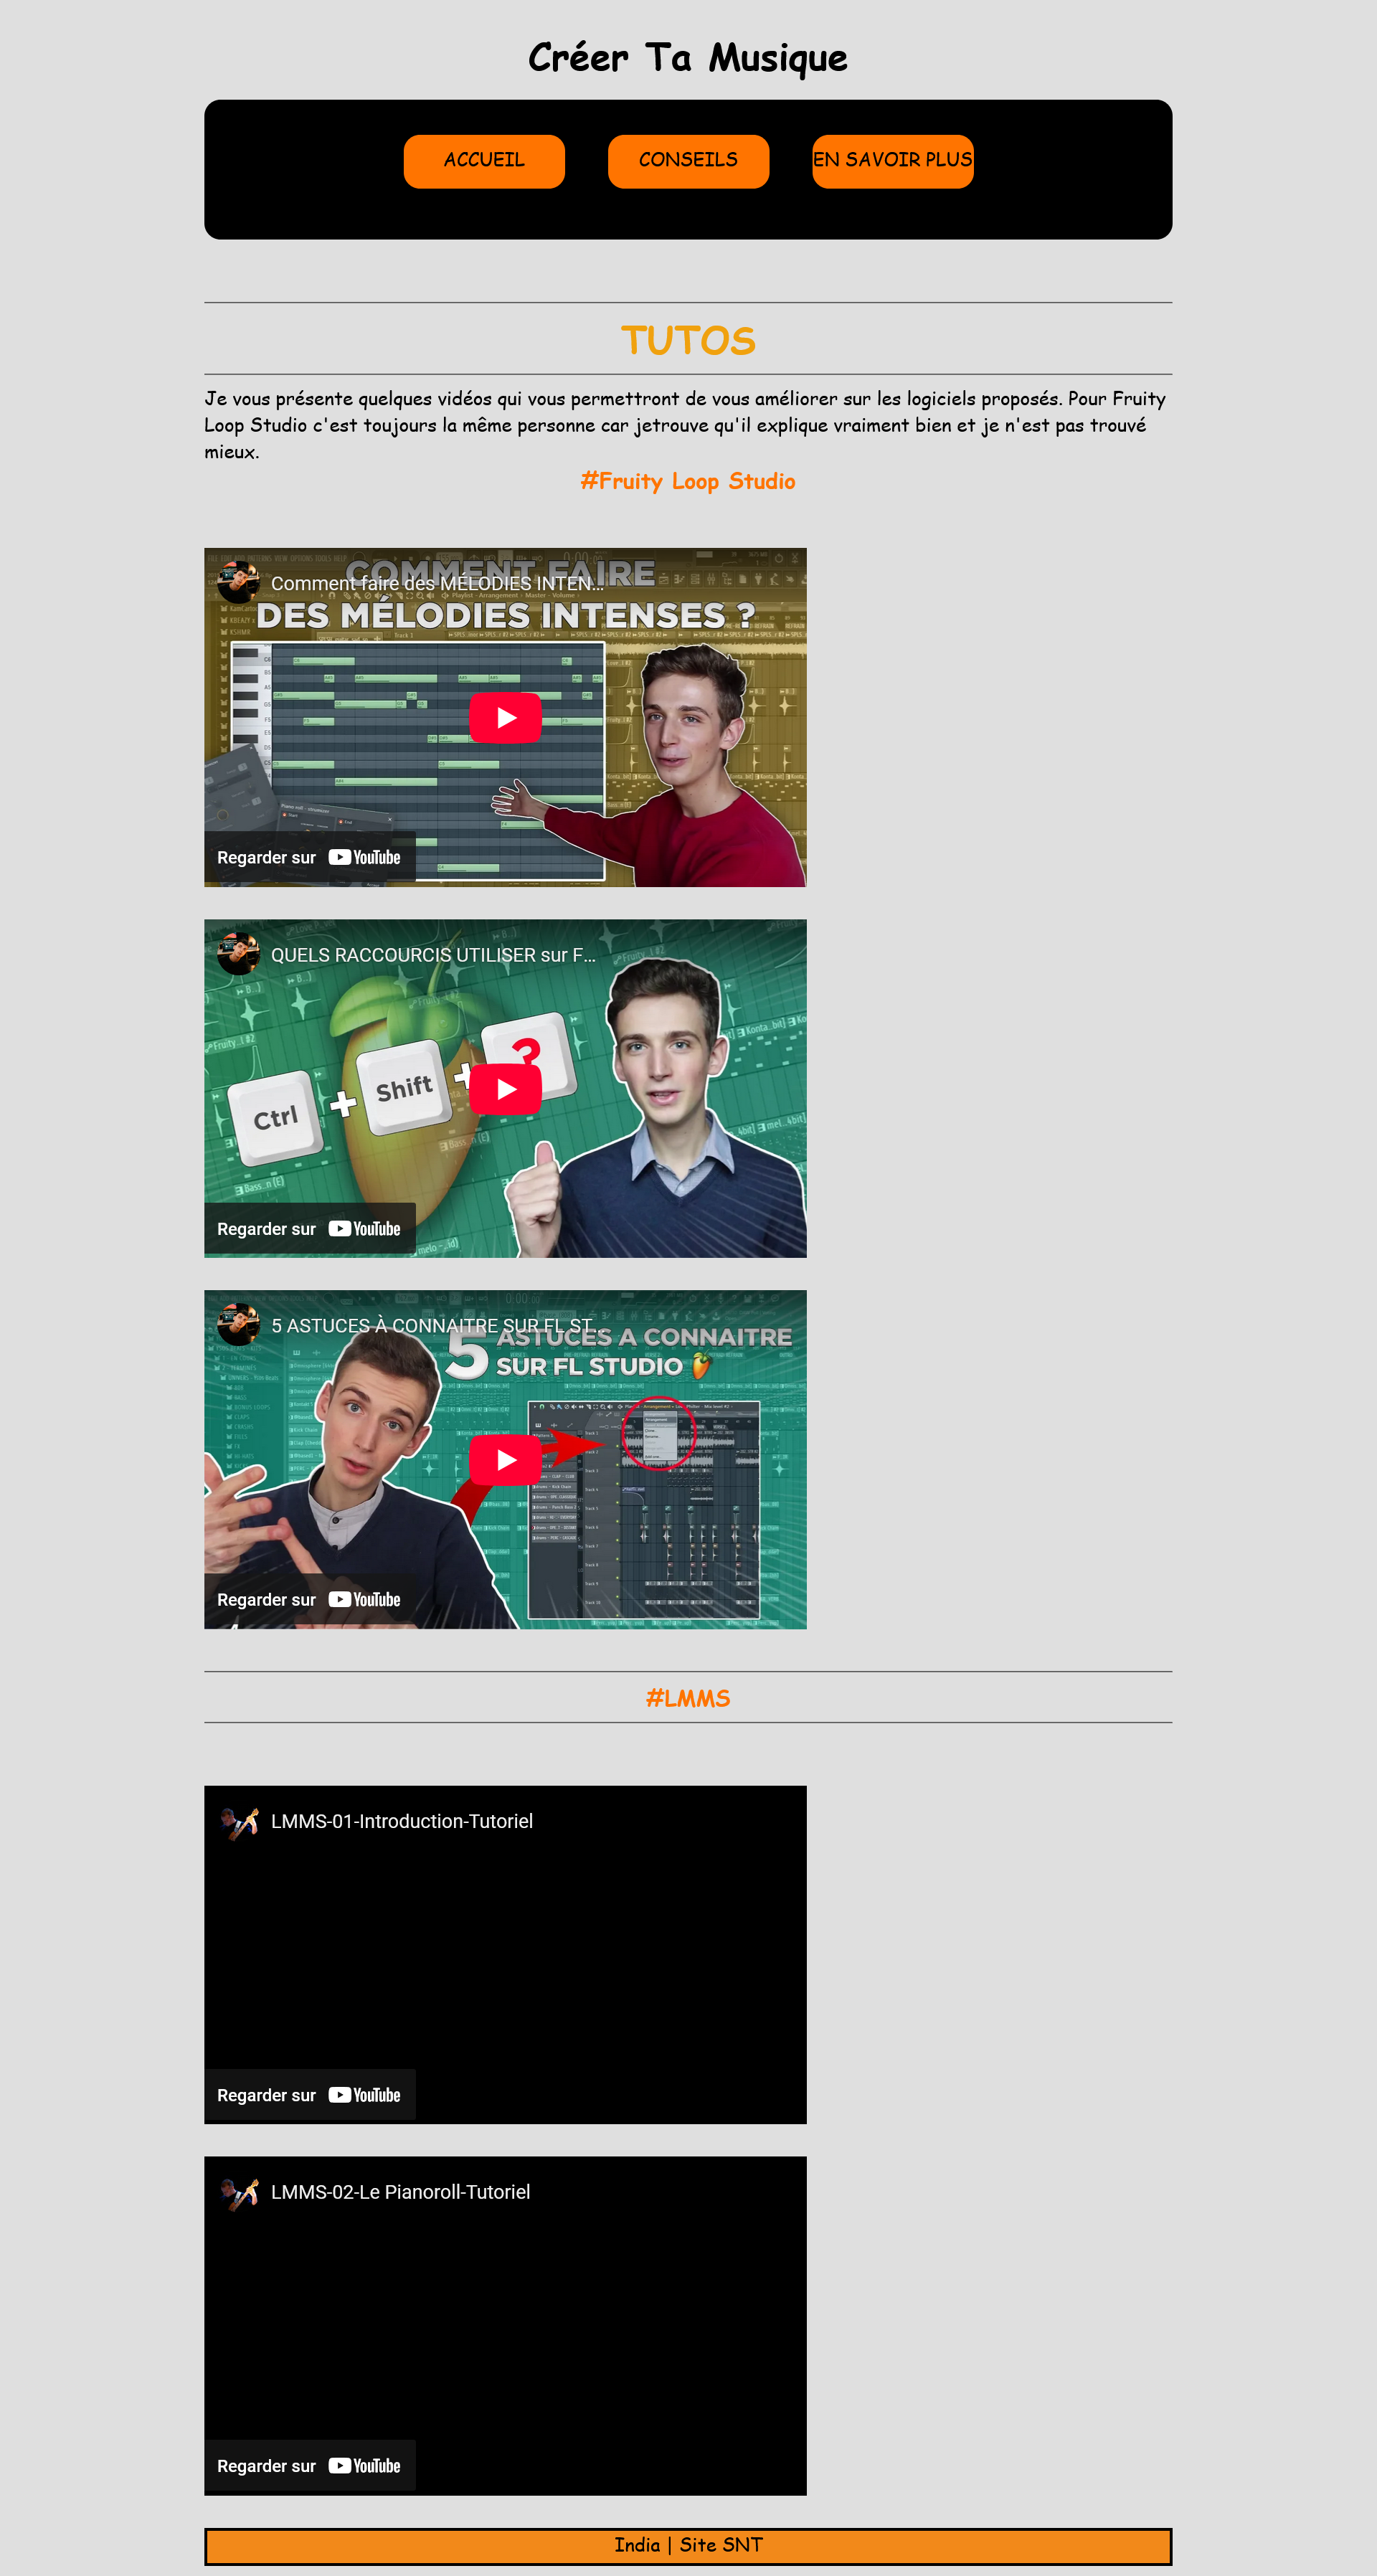 Créer Ta Musique
ACCUEIL
CONSEILS
EN SAVOIR PLUS
TUTOS
Je vous présente quelques vidéos qui vous permettront de vous améliorer sur les logiciels proposés. Pour Fruity
Loop Studio c'est toujours la même personne car jetrouve qu'il explique vraiment bien et je n'est pas trouvé
mieux.
#Fruity Loop Studio
Comment faire des MÉLODIES INTEN...
COMMENT FAIRE
DES MÉLODIES INTENSES ?
Regarder sur YouTube
QUELS RACCOURCIS UTILISER sur F...
Ctrl + Shift + ?
Regarder sur YouTube
5 ASTUCES À CONNAITRE SUR FL ST...
5 ASTUCES A CONNAITRE
SUR FL STUDIO
Regarder sur YouTube
#LMMS
LMMS-01-Introduction-Tutoriel
Regarder sur YouTube
LMMS-02-Le Pianoroll-Tutoriel
Regarder sur YouTube
India | Site SNT